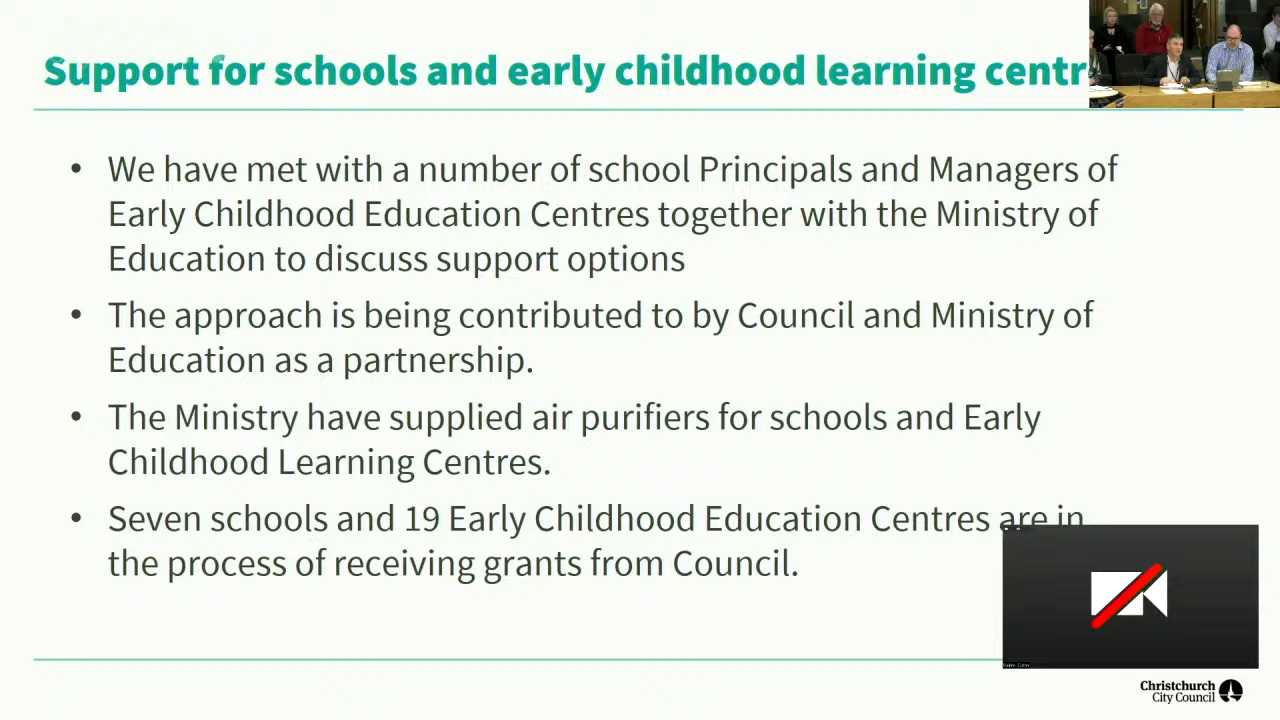 Support for schools and early childhood learning centr
• We have met with a number of school Principals and Managers of
Early Childhood Education Centres together with the Ministry of
Education to discuss support options
• The approach is being contributed to by Council and Ministry of
Education as a partnership.
• The Ministry have supplied air purifiers for schools and Early
Childhood Learning Centres.
• Seven schools and 19 Early Childhood Education Centres are in
the process of receiving grants from Council.
Christchurch
City Council